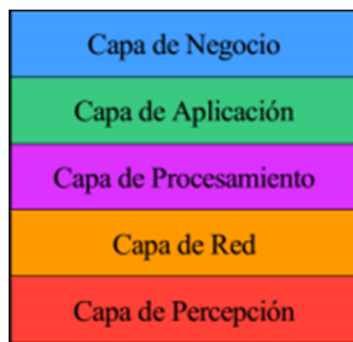 Capa de Negocio
Capa de Aplicación
Capa de Procesamiento
Capa de Red
Capa de Percepción